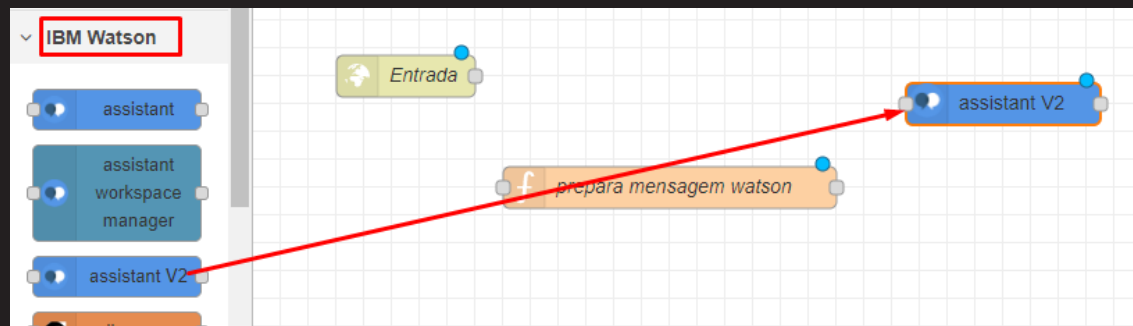 IBM Watson
assistant
assistant
workspace
manager
assistant V2
Entrada
f
prepara mensagem watson
assistant V2